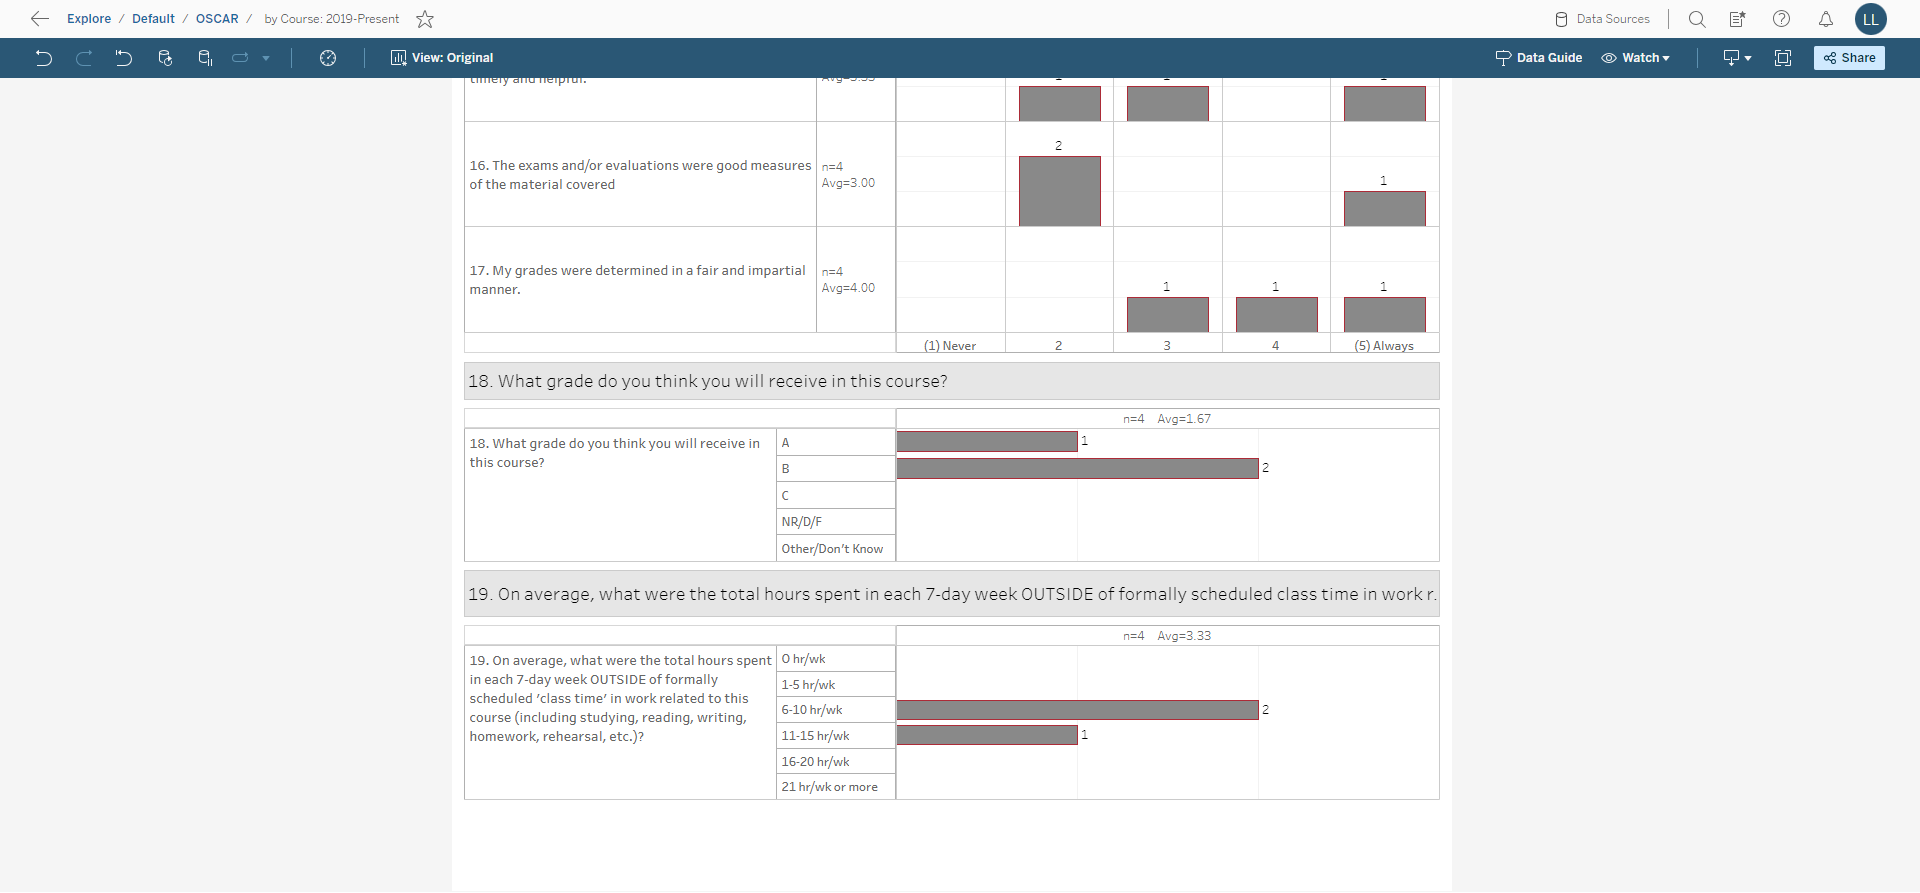 Explore / Default / OSCAR / by Course: 2019-Present
Data Sources
LL
View: Original
Data Guide
Watch
Share
timely and helpful.
Avg=3.33
1 1 1
16. The exams and/or evaluations were good measures
of the material covered
n=4
Avg=3.00
2
1
17. My grades were determined in a fair and impartial
manner.
n=4
Avg=4.00
1 1 1
(1) Never 2 3 4 (5) Always
18. What grade do you think you will receive in this course?
n=4 Avg=1.67
18. What grade do you think you will receive in
this course?
A 1
B 2
C
NR/D/F
Other/Don't Know
19. On average, what were the total hours spent in each 7-day week OUTSIDE of formally scheduled class time in work r.
n=4 Avg=3.33
19. On average, what were the total hours spent
in each 7-day week OUTSIDE of formally
scheduled ‘class time’ in work related to this
course (including studying, reading, writing,
homework, rehearsal, etc.)?
0 hr/wk
1-5 hr/wk
6-10 hr/wk 2
11-15 hr/wk 1
16-20 hr/wk
21 hr/wk or more